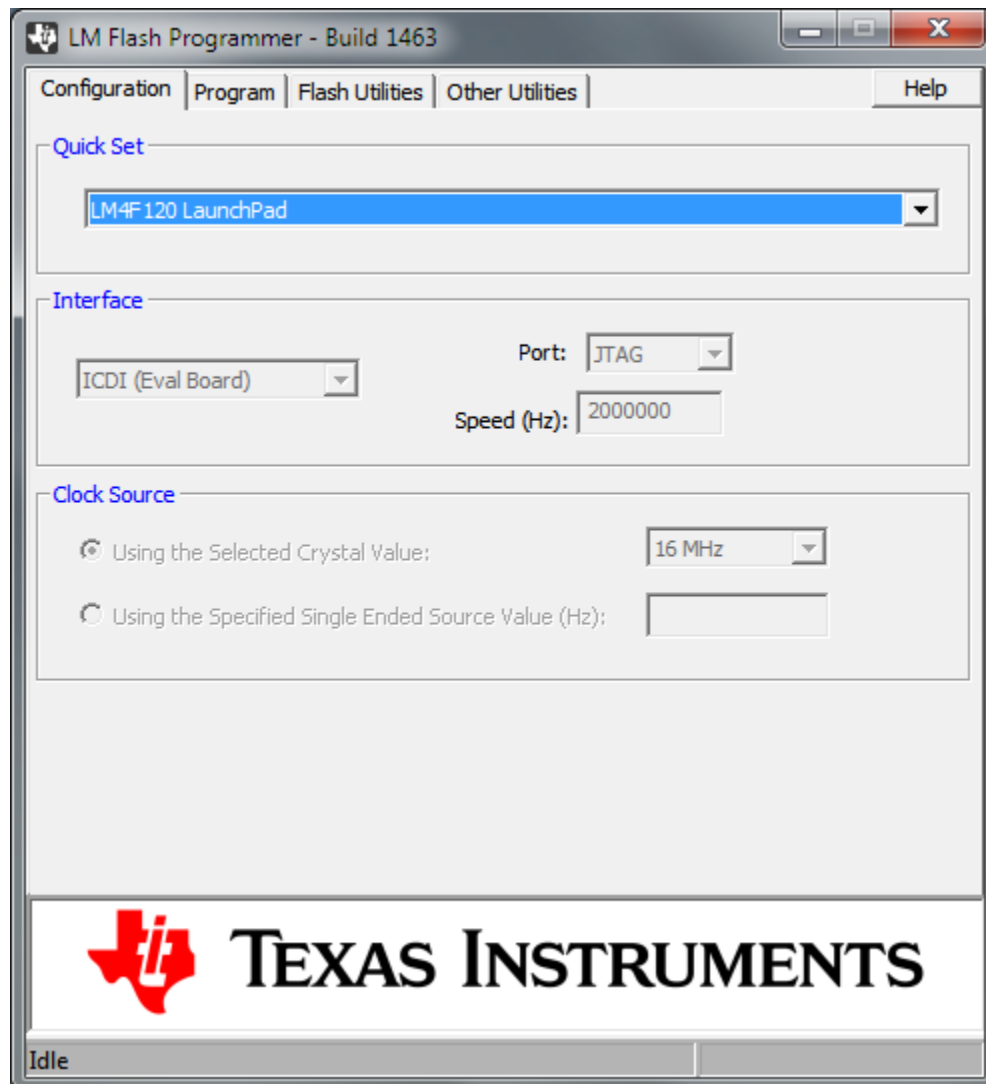 LM Flash Programmer - Build 1463
Configuration Program Flash Utilities Other Utilities Help
Quick Set
LM4F120 LaunchPad
Interface
ICDI (Eval Board)
Port: JTAG
Speed (Hz): 2000000
Clock Source
Using the Selected Crystal Value: 16 MHz
Using the Specified Single Ended Source Value (Hz):
TEXAS INSTRUMENTS
Idle